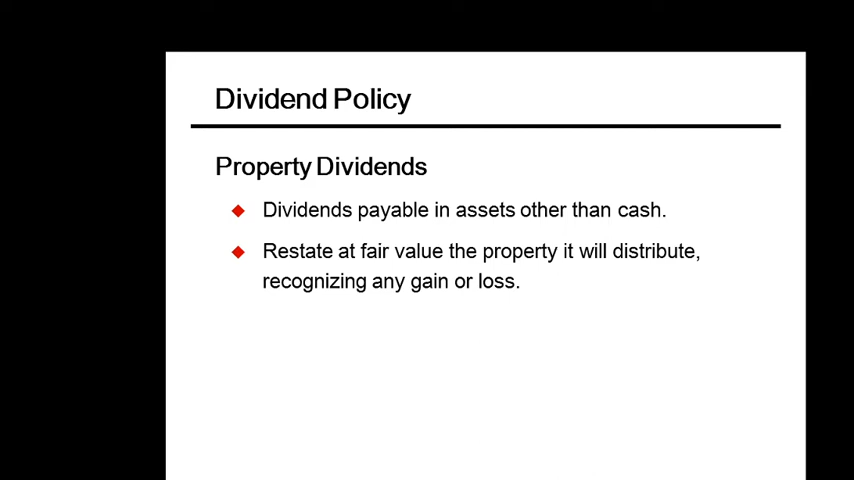 Dividend Policy
Property Dividends
Dividends payable in assets other than cash.
Restate at fair value the property it will distribute,
recognizing any gain or loss.